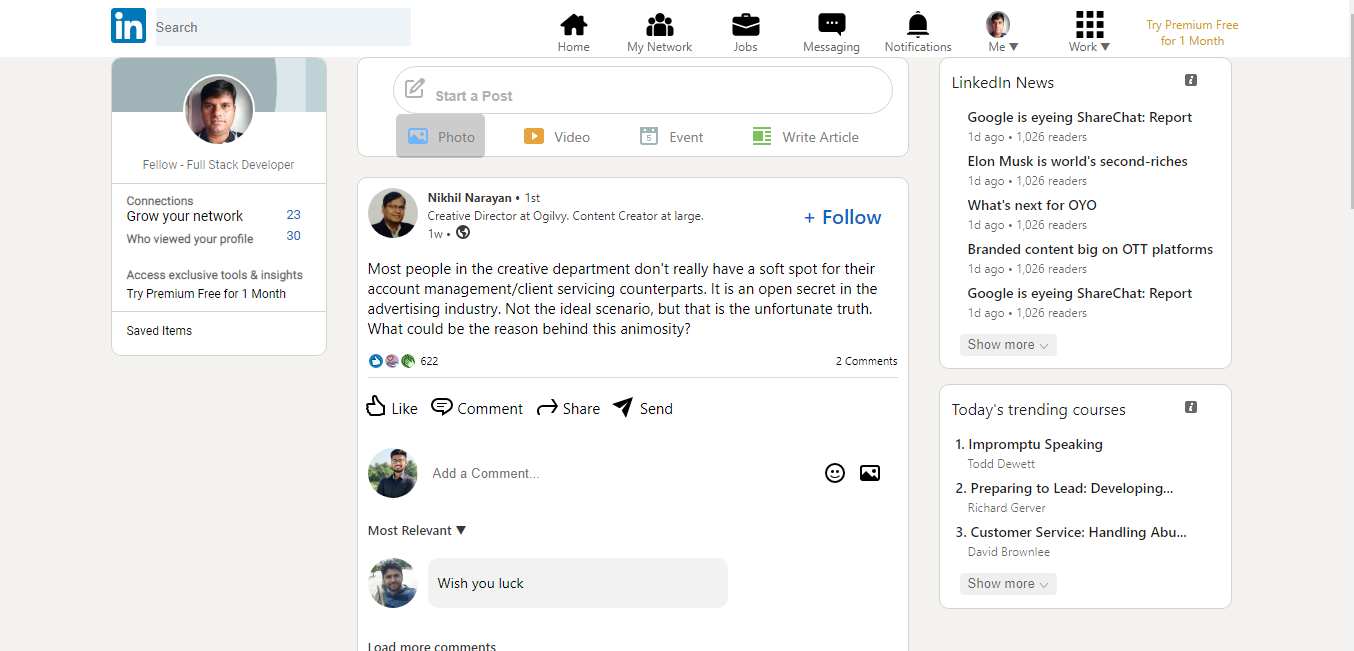 in
Search
Home
My Network
Jobs
Messaging
Notifications
Me ▼
Work ▼
Try Premium Free
for 1 Month
Fellow - Full Stack Developer
Connections
Grow your network 23
Who viewed your profile 30
Access exclusive tools & insights
Try Premium Free for 1 Month
Saved Items
Start a Post
Photo
Video
5
Event
Write Article
Nikhil Narayan • 1st
Creative Director at Ogilvy. Content Creator at large.
1w •
+ Follow
Most people in the creative department don't really have a soft spot for their
account management/client servicing counterparts. It is an open secret in the
advertising industry. Not the ideal scenario, but that is the unfortunate truth.
What could be the reason behind this animosity?
622
2 Comments
Like
Comment
Share
Send
Add a Comment...
Most Relevant ▼
Wish you luck
Load more comments
LinkedIn News
i
Google is eyeing ShareChat: Report
1d ago • 1,026 readers
Elon Musk is world's second-riches
1d ago • 1,026 readers
What's next for OYO
1d ago • 1,026 readers
Branded content big on OTT platforms
1d ago • 1,026 readers
Google is eyeing ShareChat: Report
1d ago • 1,026 readers
Show more
Today's trending courses
i
1. Impromptu Speaking
Todd Dewett
2. Preparing to Lead: Developing...
Richard Gerver
3. Customer Service: Handling Abu...
David Brownlee
Show more